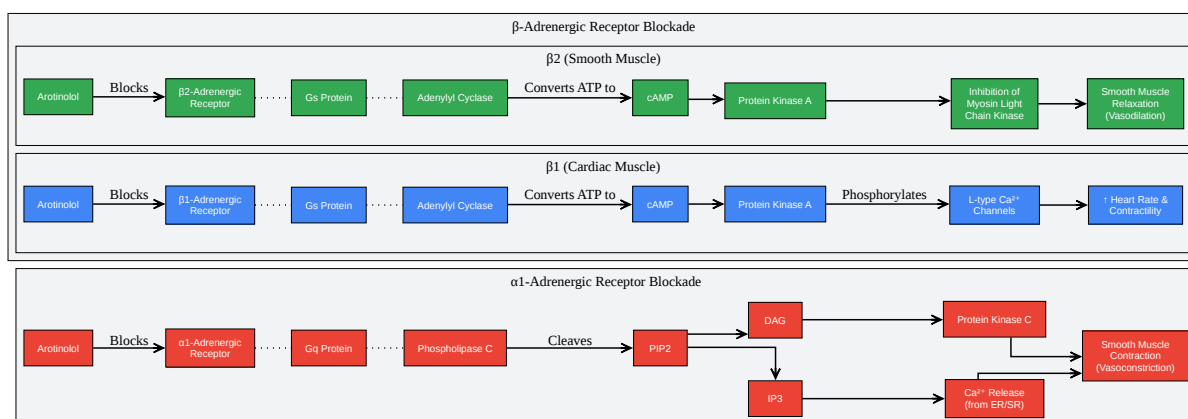 β-Adrenergic Receptor Blockade
β2 (Smooth Muscle)
Arotinolol
Blocks
β2-Adrenergic
Receptor
Gs Protein
Adenylyl Cyclase
Converts ATP to
cAMP
Protein Kinase A
Inhibition of
Myosin Light
Chain Kinase
Smooth Muscle
Relaxation
(Vasodilation)
β1 (Cardiac Muscle)
Arotinolol
Blocks
β1-Adrenergic
Receptor
Gs Protein
Adenylyl Cyclase
Converts ATP to
cAMP
Protein Kinase A
Phosphorylates
L-type Ca²⁺
Channels
↑ Heart Rate &
Contractility
α1-Adrenergic Receptor Blockade
Arotinolol
Blocks
α1-Adrenergic
Receptor
Gq Protein
Phospholipase C
Cleaves
PIP2
DAG
IP3
Protein Kinase C
Ca²⁺ Release
(from ER/SR)
Smooth Muscle
Contraction
(Vasoconstriction)